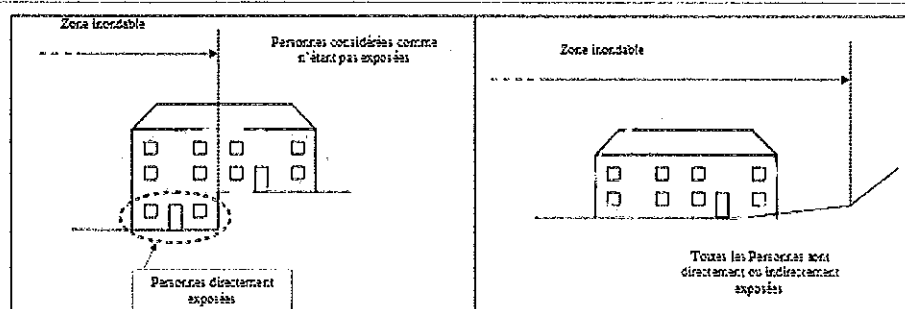 Zone inondable
Personnes considérées comme
n'étant pas exposées
Personnes directement
exposées
Zone inondable
Toutes les Personnes sont
directement ou indirectement
exposées